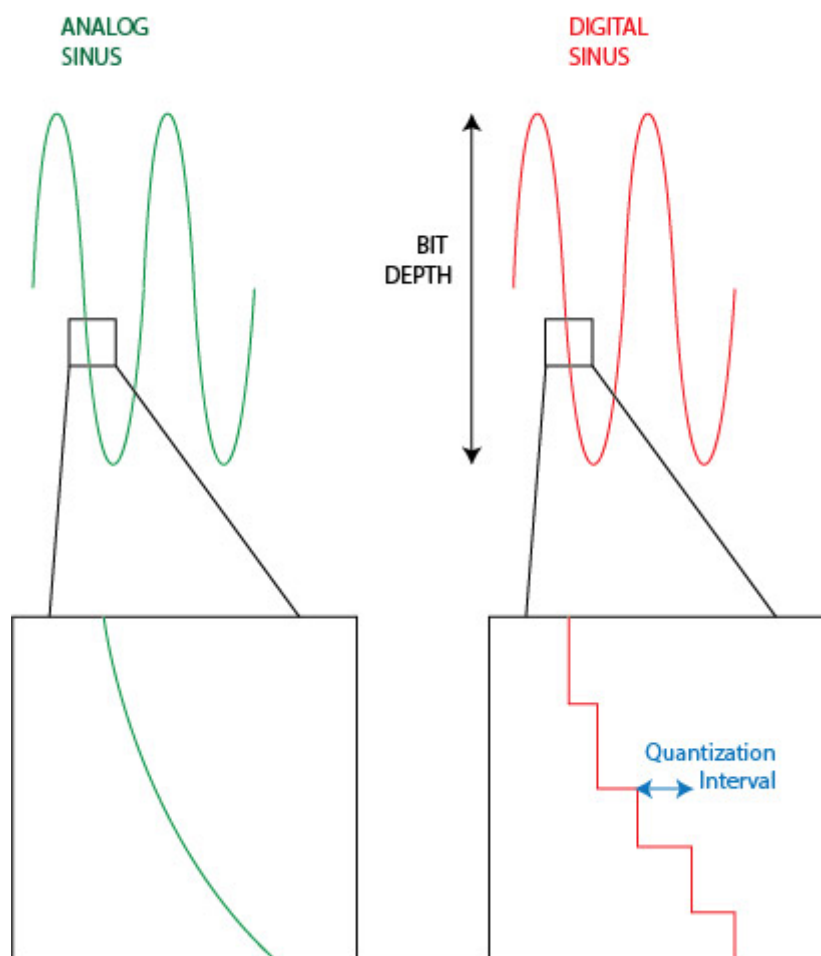 ANALOG
SINUS
DIGITAL
SINUS
BIT
DEPTH
Quantization
Interval